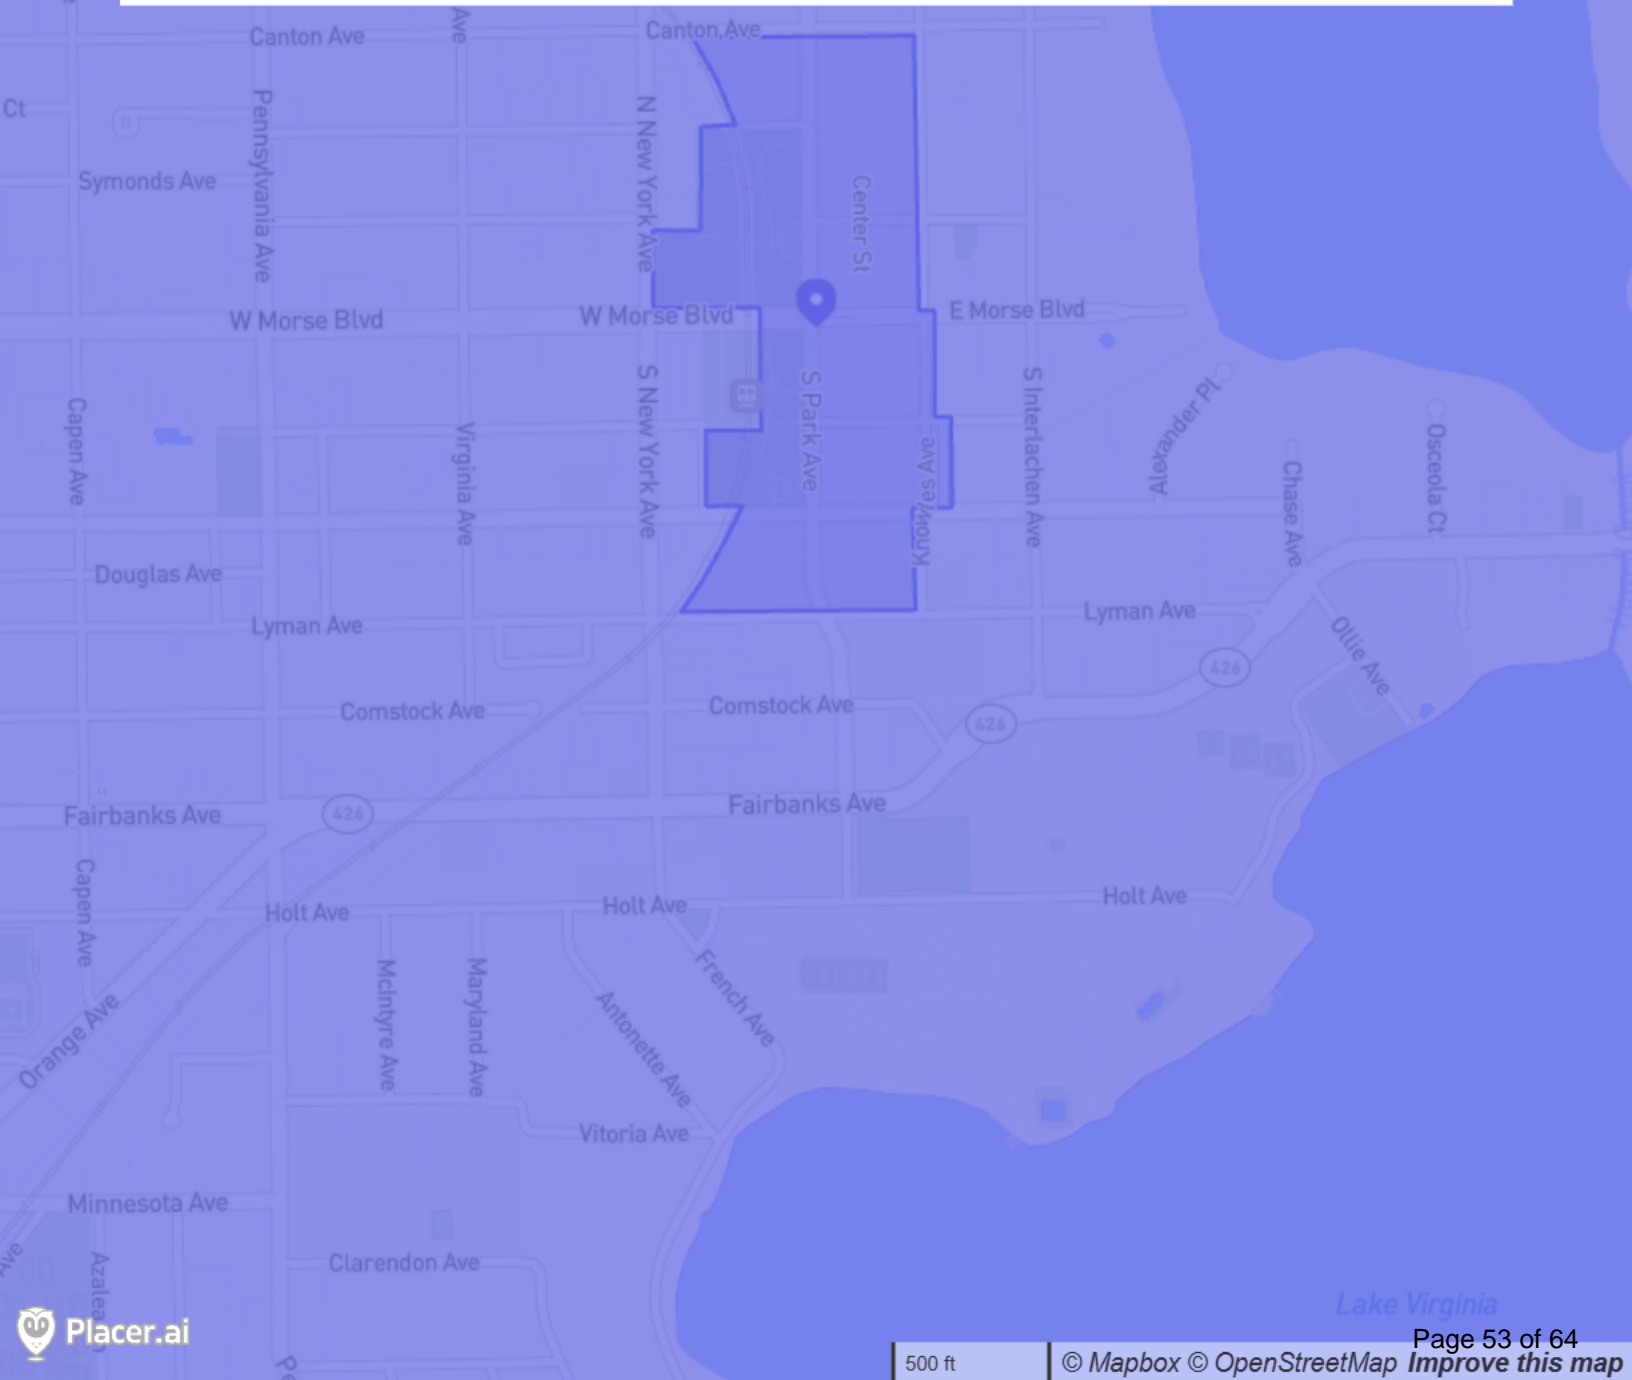 Canton Ave
Ave
Canton Ave
Ct
Pennsylvania Ave
N New York Ave
Symonds Ave
Center St
W Morse Blvd
W Morse Blvd
E Morse Blvd
S New York Ave
S Park Ave
S Interlachen Ave
Alexander Pl
Capen Ave
Virginia Ave
Knowles Ave
Chase Ave
Osceola Ct
Douglas Ave
Lyman Ave
Lyman Ave
Ollie Ave
426
Comstock Ave
Comstock Ave
426
Fairbanks Ave
426
Fairbanks Ave
Capen Ave
Holt Ave
Holt Ave
Holt Ave
McIntyre Ave
Maryland Ave
French Ave
Antonette Ave
Orange Ave
Vitoria Ave
Minnesota Ave
Ave
Clarendon Ave
Lake Virginia
Placer.ai
Page 53 of 64
500 ft
© Mapbox © OpenStreetMap Improve this map